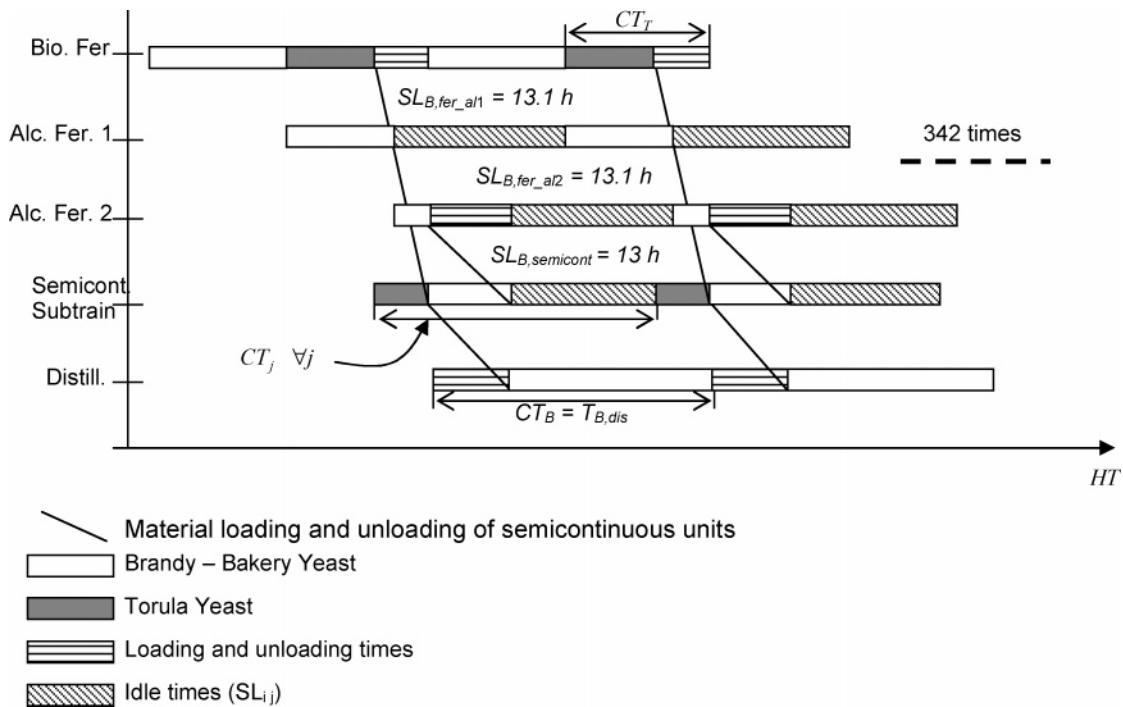 CT_T
Bio. Fer
SL_B,fer_al1 = 13.1 h
Alc. Fer. 1
342 times
SL_B,fer_al2 = 13.1 h
Alc. Fer. 2
SL_B,semicont = 13 h
Semicont.
Subtrain
CT_j ∀j
Distill.
CT_B = T_B,dis
HT
Material loading and unloading of semicontinuous units
Brandy – Bakery Yeast
Torula Yeast
Loading and unloading times
Idle times (SL_i j)